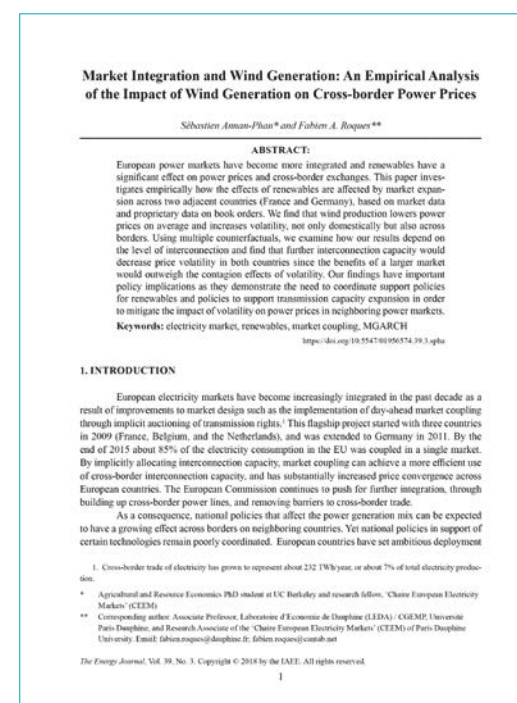 Market Integration and Wind Generation: An Empirical Analysis
of the Impact of Wind Generation on Cross-border Power Prices
Sébastien Annan-Phan* and Fabien A. Roques**
ABSTRACT:
European power markets have become more integrated and renewables have a
significant effect on power prices and cross-border exchanges. This paper inves-
tigates empirically how the effects of renewables are affected by market expan-
sion across two adjacent countries (France and Germany), based on market data
and proprietary data on book orders. We find that wind production lowers power
prices on average and increases volatility, not only domestically but also across
borders. Using multiple counterfactuals, we examine how our results depend on
the level of interconnection and find that further interconnection capacity would
decrease price volatility in both countries since the benefits of a larger market
would outweigh the contagion effects of volatility. Our findings have important
policy implications as they demonstrate the need to coordinate support policies
for renewables and policies to support transmission capacity expansion in order
to mitigate the impact of volatility on power prices in neighboring power markets.
Keywords: electricity market, renewables, market coupling, MGARCH
https://doi.org/10.5547/01956574.39.3.spha
1. INTRODUCTION
European electricity markets have become increasingly integrated in the past decade as a
result of improvements to market design such as the implementation of day-ahead market coupling
through implicit auctioning of transmission rights.¹ This flagship project started with three countries
in 2009 (France, Belgium, and the Netherlands), and was extended to Germany in 2011. By the
end of 2015 about 85% of the electricity consumption in the EU was coupled in a single market.
By implicitly allocating interconnection capacity, market coupling can achieve a more efficient use
of cross-border interconnection capacity, and has substantially increased price convergence across
European countries. The European Commission continues to push for further integration, through
building up cross-border power lines, and removing barriers to cross-border trade.
As a consequence, national policies that affect the power generation mix can be expected
to have a growing effect across borders on neighboring countries. Yet national policies in support of
certain technologies remain poorly coordinated. European countries have set ambitious deployment
1. Cross-border trade of electricity has grown to represent about 232 TWh/year, or about 7% of total electricity produc-
tion.
* Agricultural and Resource Economics PhD student at UC Berkeley and research fellow, 'Chaire European Electricity
Markets' (CEEM)
** Corresponding author. Associate Professor, Laboratoire d'Economie de Dauphine (LEDA) / CGEMP, Université
Paris-Dauphine, and Research Associate of the 'Chaire European Electricity Markets' (CEEM) of Paris Dauphine
University. Email: fabien.roques@dauphine.fr; fabien.roques@cantab.net
The Energy Journal, Vol. 39, No. 3. Copyright © 2018 by the IAEE. All rights reserved.
1